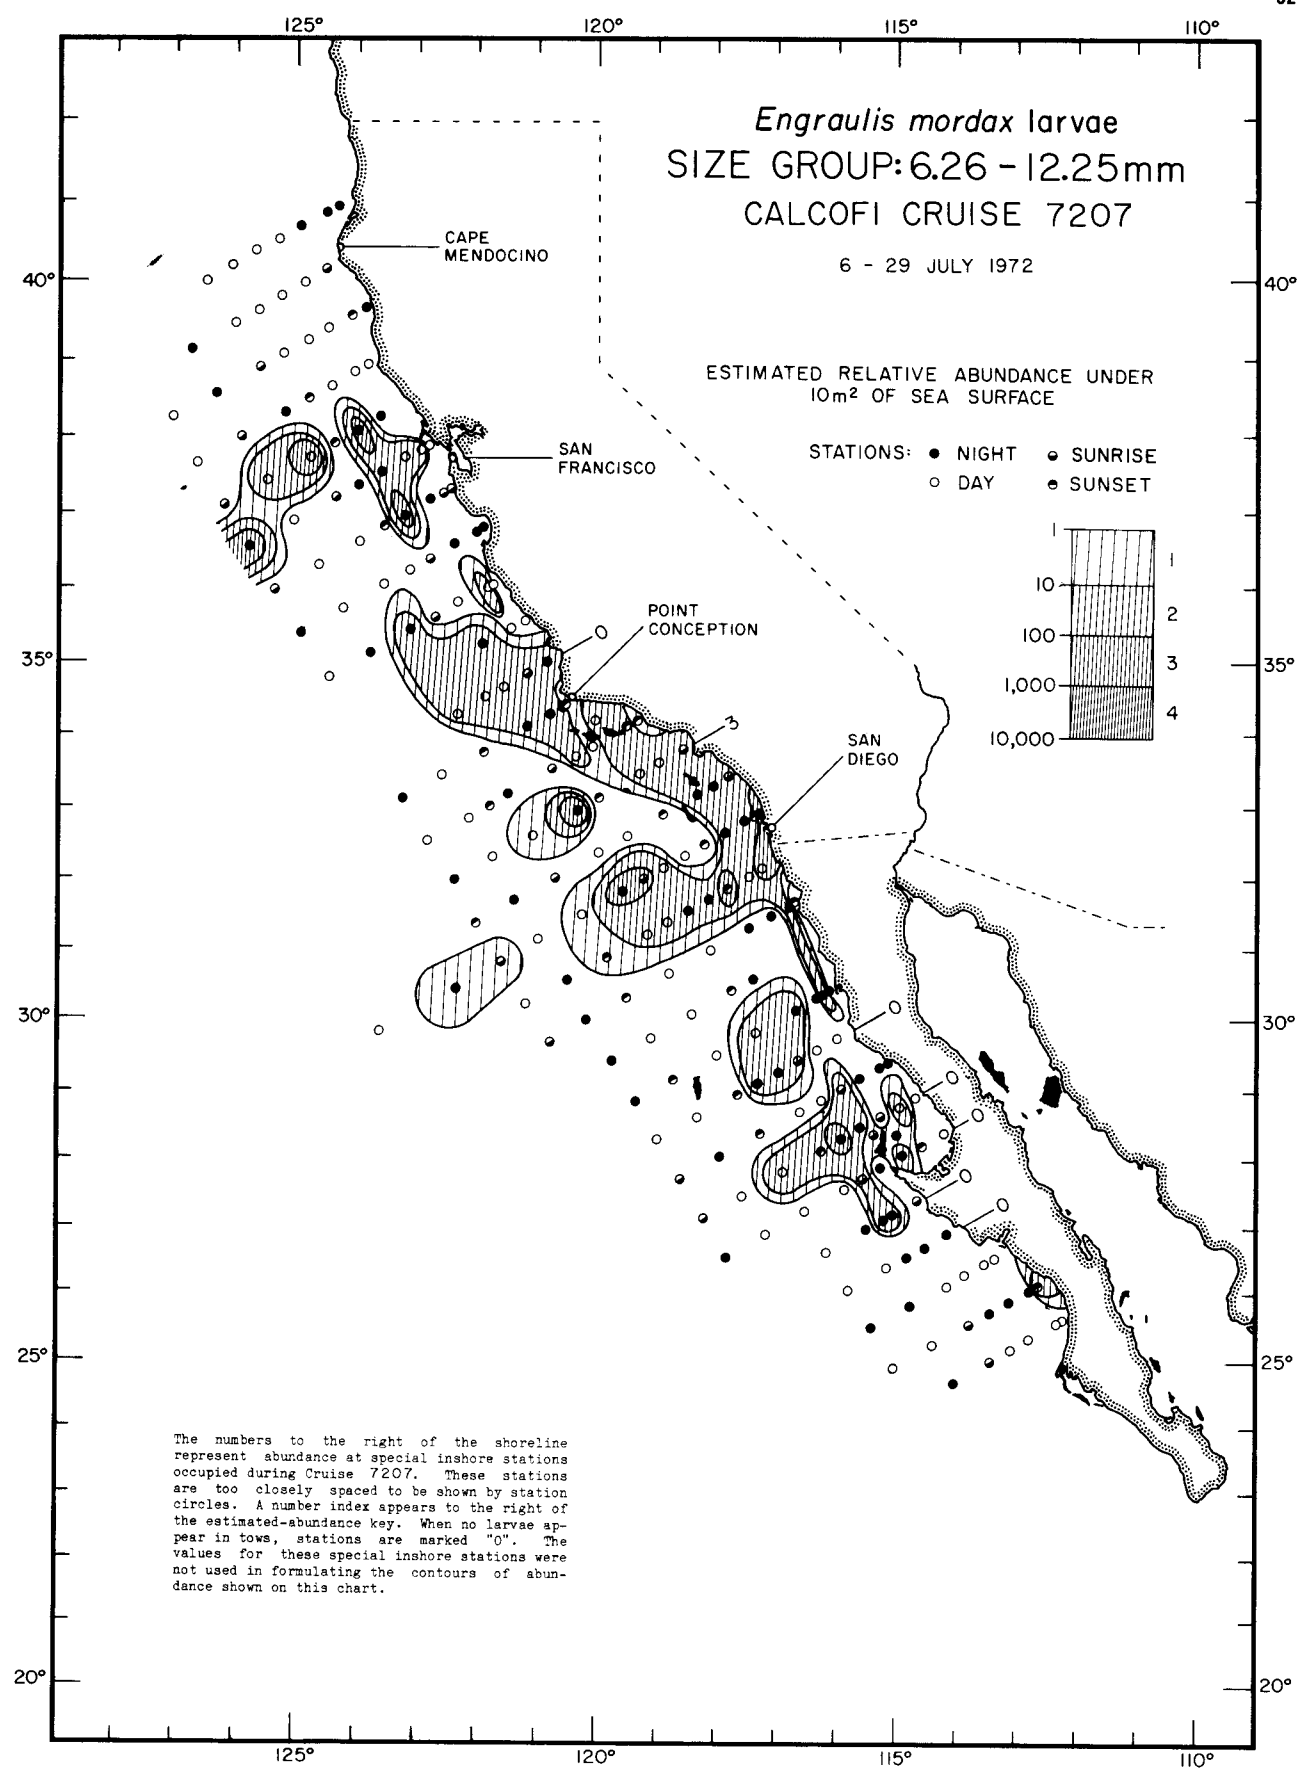 125° 120° 115° 110°
Engraulis mordax larvae
SIZE GROUP: 6.26 - 12.25mm
CALCOFI CRUISE 7207
6 - 29 JULY 1972
CAPE
MENDOCINO
40° 40°
ESTIMATED RELATIVE ABUNDANCE UNDER
10m² OF SEA SURFACE
STATIONS: ● NIGHT SUNRISE
○ DAY SUNSET
SAN
FRANCISCO
1
1
10
2
100
3
1,000
4
10,000
POINT
CONCEPTION
0
35° 35°
3
SAN
DIEGO
30° 30°
0
0
0
0
0
25° 25°
The numbers to the right of the shoreline
represent abundance at special inshore stations
occupied during Cruise 7207. These stations
are too closely spaced to be shown by station
circles. A number index appears to the right of
the estimated-abundance key. When no larvae ap-
pear in tows, stations are marked "0". The
values for these special inshore stations were
not used in formulating the contours of abun-
dance shown on this chart.
20° 20°
125° 120° 115° 110°